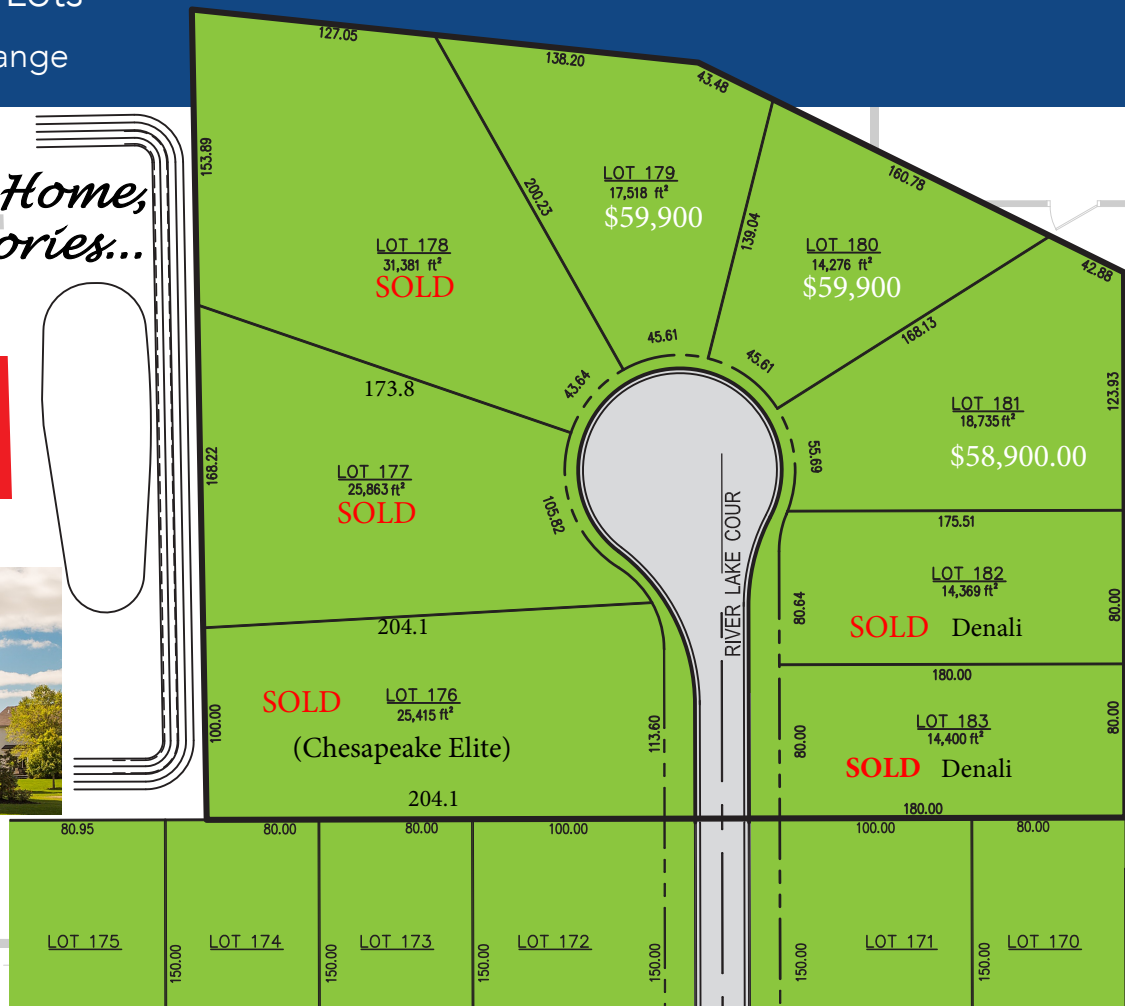 Lots
ange
Home,
ories...
127.05
138.20
43.48
153.89
200.23
LOT 179
17,518 ft²
$59,900
139.04
160.78
LOT 178
31,381 ft²
SOLD
LOT 180
14,276 ft²
$59,900
42.88
168.13
45.61
45.61
43.64
173.8
123.93
LOT 181
18,735 ft²
$58,900.00
55.69
168.22
LOT 177
25,863 ft²
SOLD
105.82
RIVER LAKE COUR
175.51
LOT 182
14,369 ft²
SOLD Denali
80.64
80.00
204.1
180.00
SOLD
LOT 176
25,415 ft²
(Chesapeake Elite)
100.00
113.60
204.1
LOT 183
14,400 ft²
SOLD Denali
80.00
80.00
180.00
80.95
80.00
80.00
100.00
100.00
80.00
LOT 175
150.00
LOT 174
LOT 173
150.00
150.00
LOT 172
150.00
150.00
LOT 171
150.00
LOT 170